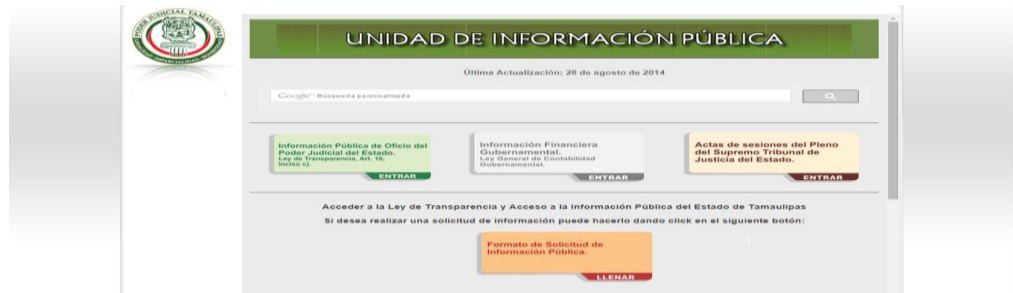 PODER JUDICIAL TAMAULIPAS
UNIDAD DE INFORMACIÓN PÚBLICA
Última Actualización: 28 de agosto de 2014
Google™ Búsqueda personalizada
Información Pública de Oficio del
Poder Judicial del Estado.
Ley de Transparencia, Art. 16,
Inciso c).
ENTRAR
Información Financiera
Gubernamental.
Ley General de Contabilidad
Gubernamental.
ENTRAR
Actas de sesiones del Pleno
del Supremo Tribunal de
Justicia del Estado.
ENTRAR
Acceder a la Ley de Transparencia y Acceso a la Información Pública del Estado de Tamaulipas
Si desea realizar una solicitud de información puede hacerlo dando click en el siguiente botón:
Formato de Solicitud de
Información Pública.
LLENAR